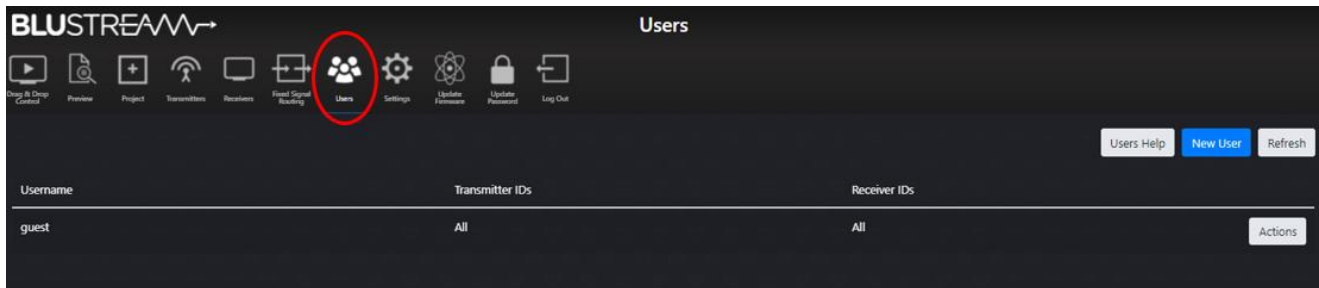 BLUSTREAM
Users
Drag & Drop
Control
Preview
Project
Transmitters
Receivers
Fixed Signal
Routing
Users
Settings
Update
Firmware
Update
Password
Log Out
Users Help
New User
Refresh
Username
Transmitter IDs
Receiver IDs
guest
All
All
Actions